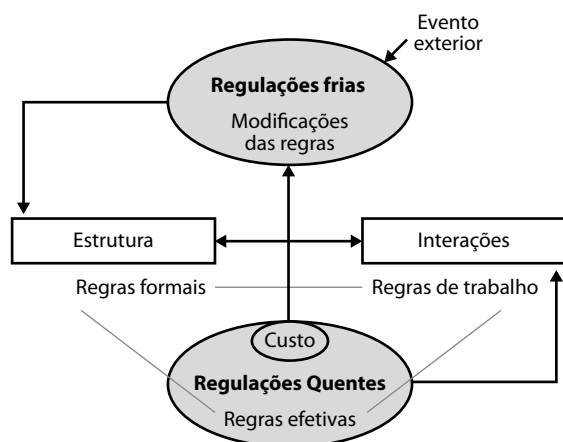 Evento
exterior
Regulações frias
Modificações
das regras
Estrutura
Interações
Regras formais
Regras de trabalho
Custo
Regulações Quentes
Regras efetivas